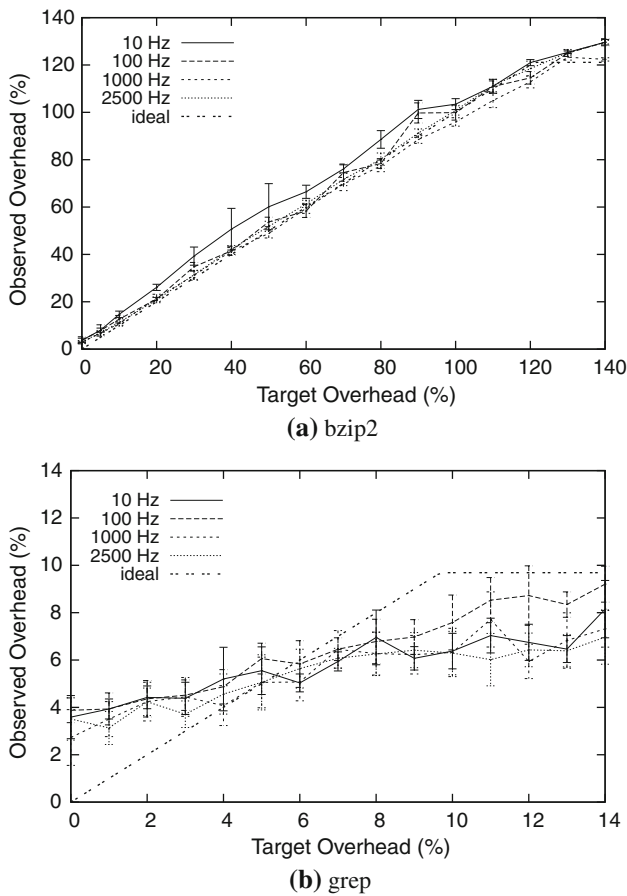 140
120
100
80
60
40
20
0
Observed Overhead (%)
10 Hz
100 Hz
1000 Hz
2500 Hz
ideal
0 20 40 60 80 100 120 140
Target Overhead (%)
(a) bzip2
14
12
10
8
6
4
2
0
Observed Overhead (%)
10 Hz
100 Hz
1000 Hz
2500 Hz
ideal
0 2 4 6 8 10 12 14
Target Overhead (%)
(b) grep